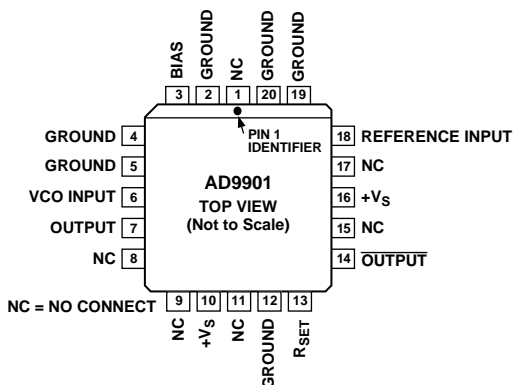 BIAS
GROUND
NC
GROUND
GROUND
3
2
1
20
19
GROUND 4
GROUND 5
VCO INPUT 6
OUTPUT 7
NC 8
PIN 1
IDENTIFIER
AD9901
TOP VIEW
(Not to Scale)
18 REFERENCE INPUT
17 NC
16 +VS
15 NC
14 OUTPUT
NC = NO CONNECT
9
10
11
12
13
NC
+VS
NC
GROUND
RSET